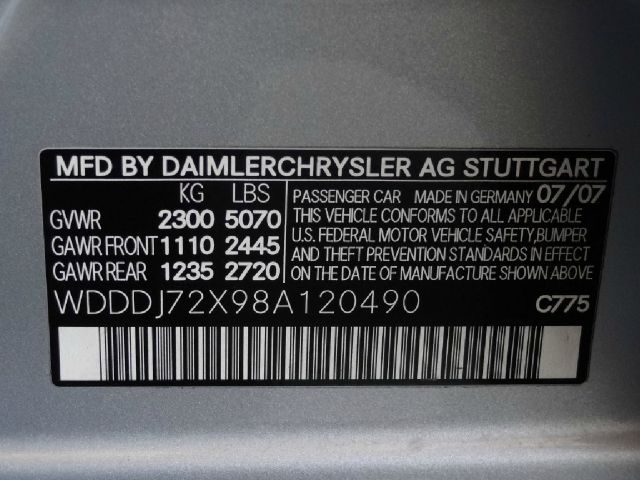 MFD BY DAIMLERCHRYSLER AG STUTTGART
KG LBS
GVWR 2300 5070
GAWR FRONT 1110 2445
GAWR REAR 1235 2720
PASSENGER CAR MADE IN GERMANY 07/07
THIS VEHICLE CONFORMS TO ALL APPLICABLE
U.S. FEDERAL MOTOR VEHICLE SAFETY, BUMPER
AND THEFT PREVENTION STANDARDS IN EFFECT
ON THE DATE OF MANUFACTURE SHOWN ABOVE.
WDDDJ72X98A120490 C775